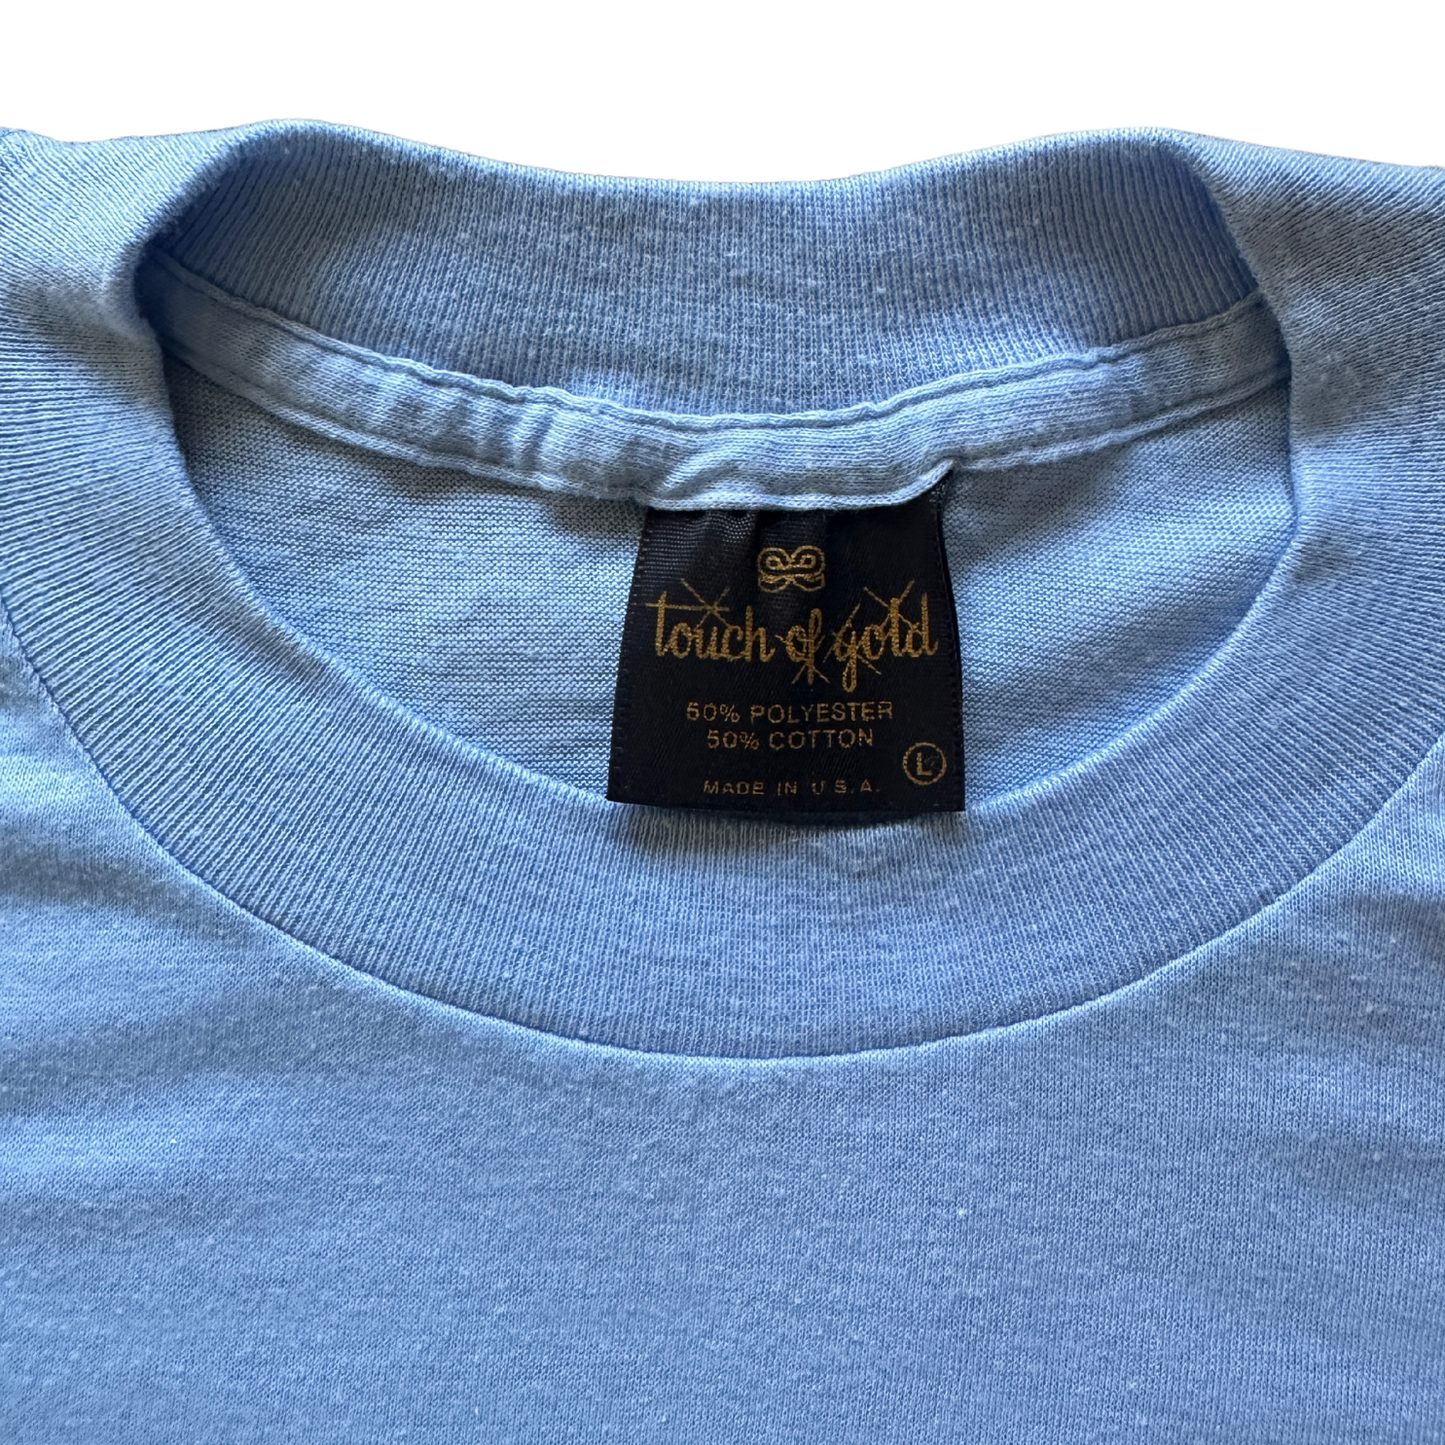 touch of gold
50% POLYESTER
50% COTTON
L
MADE IN U.S.A.